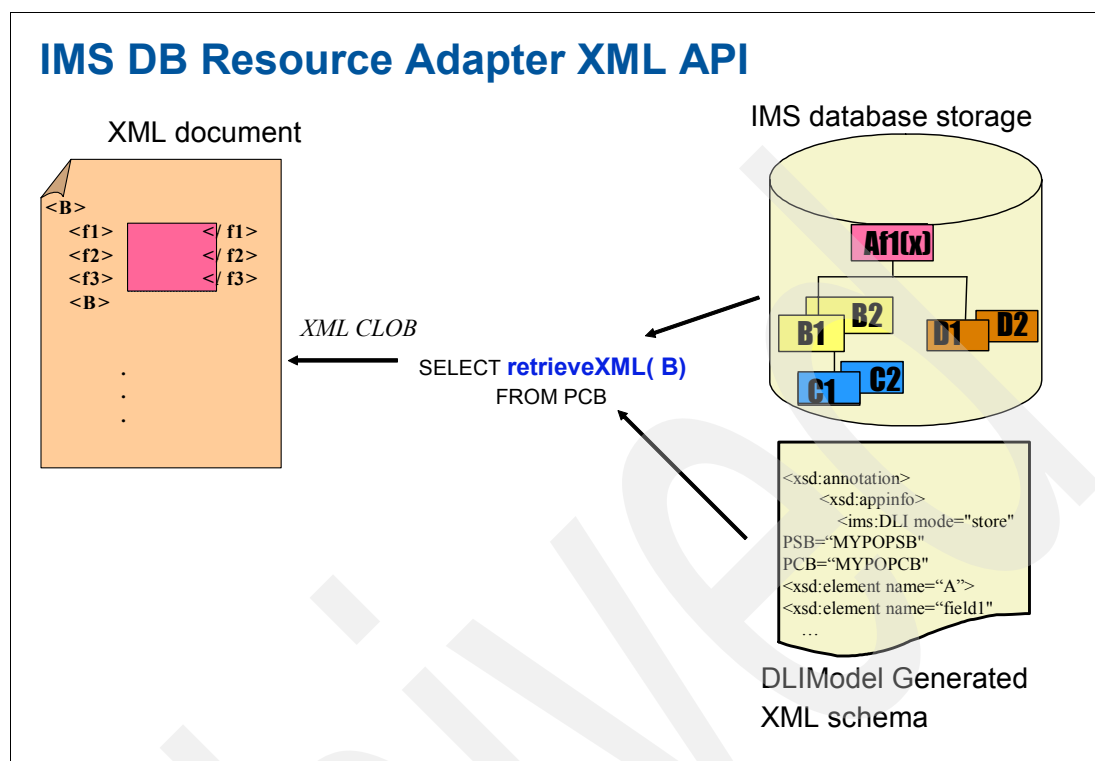 IMS DB Resource Adapter XML API
XML document
<B>
<f1> </ f1>
<f2> </ f2>
<f3> </ f3>
<B>
.
.
.
XML CLOB
SELECT retrieveXML( B)
FROM PCB
IMS database storage
Af1(x)
B1 B2
D1 D2
C1 C2
<xsd:annotation>
<xsd:appinfo>
<ims:DLI mode="store"
PSB=“MYPOPSB"
PCB=“MYPOPCB"
<xsd:element name=“A”>
<xsd:element name=“field1"
…
DLIModel Generated
XML schema